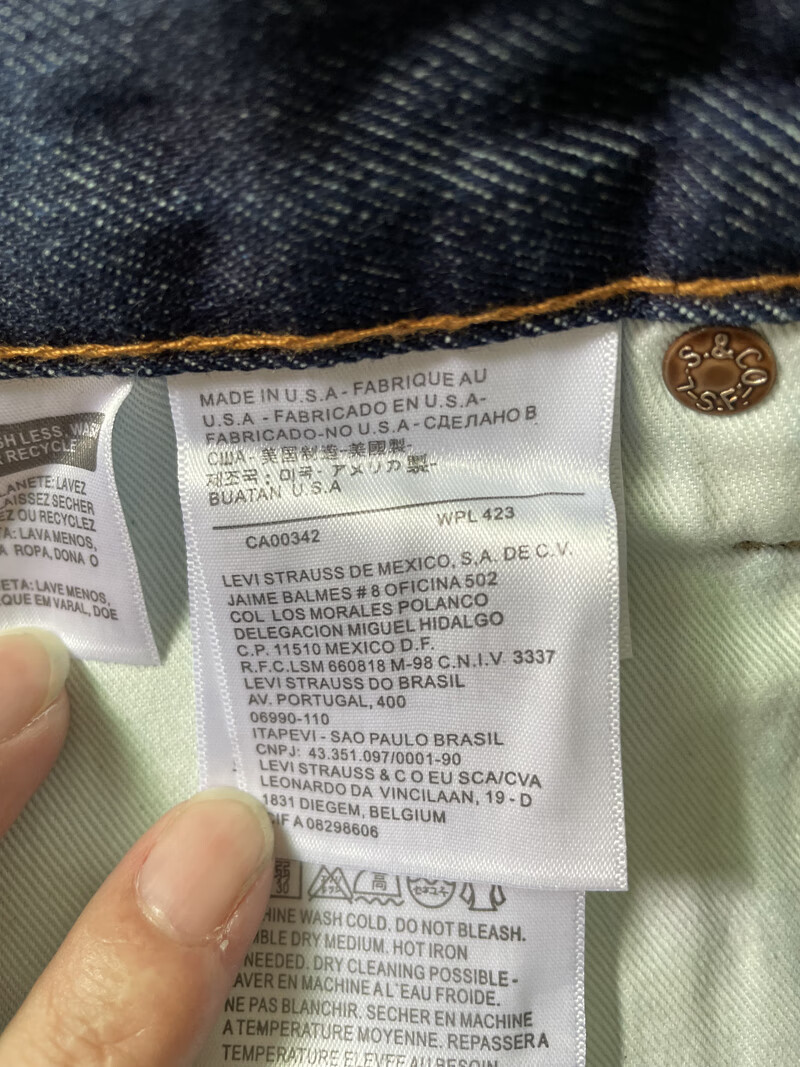 MADE IN U.S.A - FABRIQUE AU
U.S.A - FABRICADO EN U.S.A-
FABRICADO-NO U.S.A - СДЕЛАНО В
США- 美国制造-美國製-
제조국 : 미국- アメリカ製-
BUATAN U.S.A
CA00342 WPL 423
LEVI STRAUSS DE MEXICO, S.A. DE C.V.
JAIME BALMES # 8 OFICINA 502
COL LOS MORALES POLANCO
DELEGACION MIGUEL HIDALGO
C.P. 11510 MEXICO D.F.
R.F.C.LSM 660818 M-98 C.N.I.V. 3337
LEVI STRAUSS DO BRASIL
AV. PORTUGAL, 400
06990-110
ITAPEVI - SAO PAULO BRASIL
CNPJ: 43.351.097/0001-90
LEVI STRAUSS & C O EU SCA/CVA
LEONARDO DA VINCILAAN, 19 - D
1831 DIEGEM, BELGIUM
CIF A 08298606
S.&CO
L.S.F.
SH LESS, WA
RECYCLE
LANETE: LAVEZ
LAISSEZ SECHER
EZ OU RECYCLEZ
TA: LAVA MENOS,
A ROPA, DONA O
ETA: LAVE MENOS,
QUE EM VARAL, DOE
30
高
HINE WASH COLD. DO NOT BLEASH.
MBLE DRY MEDIUM. HOT IRON
NEEDED. DRY CLEANING POSSIBLE -
AVER EN MACHINE A L'EAU FROIDE.
NE PAS BLANCHIR. SECHER EN MACHINE
A TEMPERATURE MOYENNE. REPASSER A
TEMPERATURE ELEVEE AU BESOIN